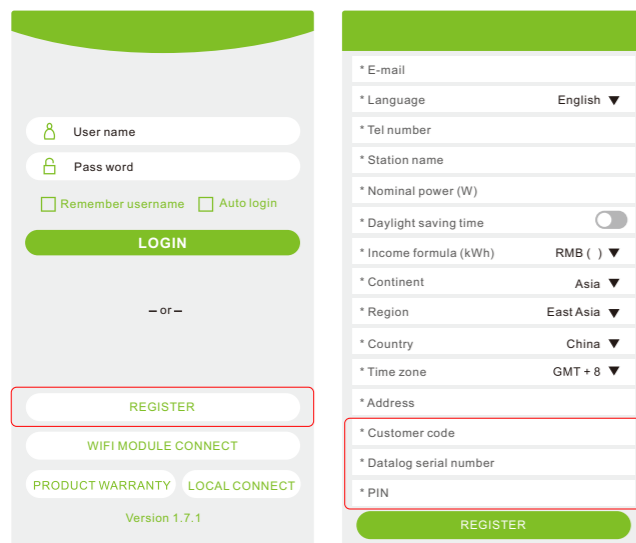 User name
Pass word
Remember username Auto login
LOGIN
– or –
REGISTER
WIFI MODULE CONNECT
PRODUCT WARRANTY LOCAL CONNECT
Version 1.7.1
* E-mail
* Language English ▼
* Tel number
* Station name
* Nominal power (W)
* Daylight saving time
* Income formula (kWh) RMB ( ) ▼
* Continent Asia ▼
* Region East Asia ▼
* Country China ▼
* Time zone GMT + 8 ▼
* Address
* Customer code
* Datalog serial number
* PIN
REGISTER